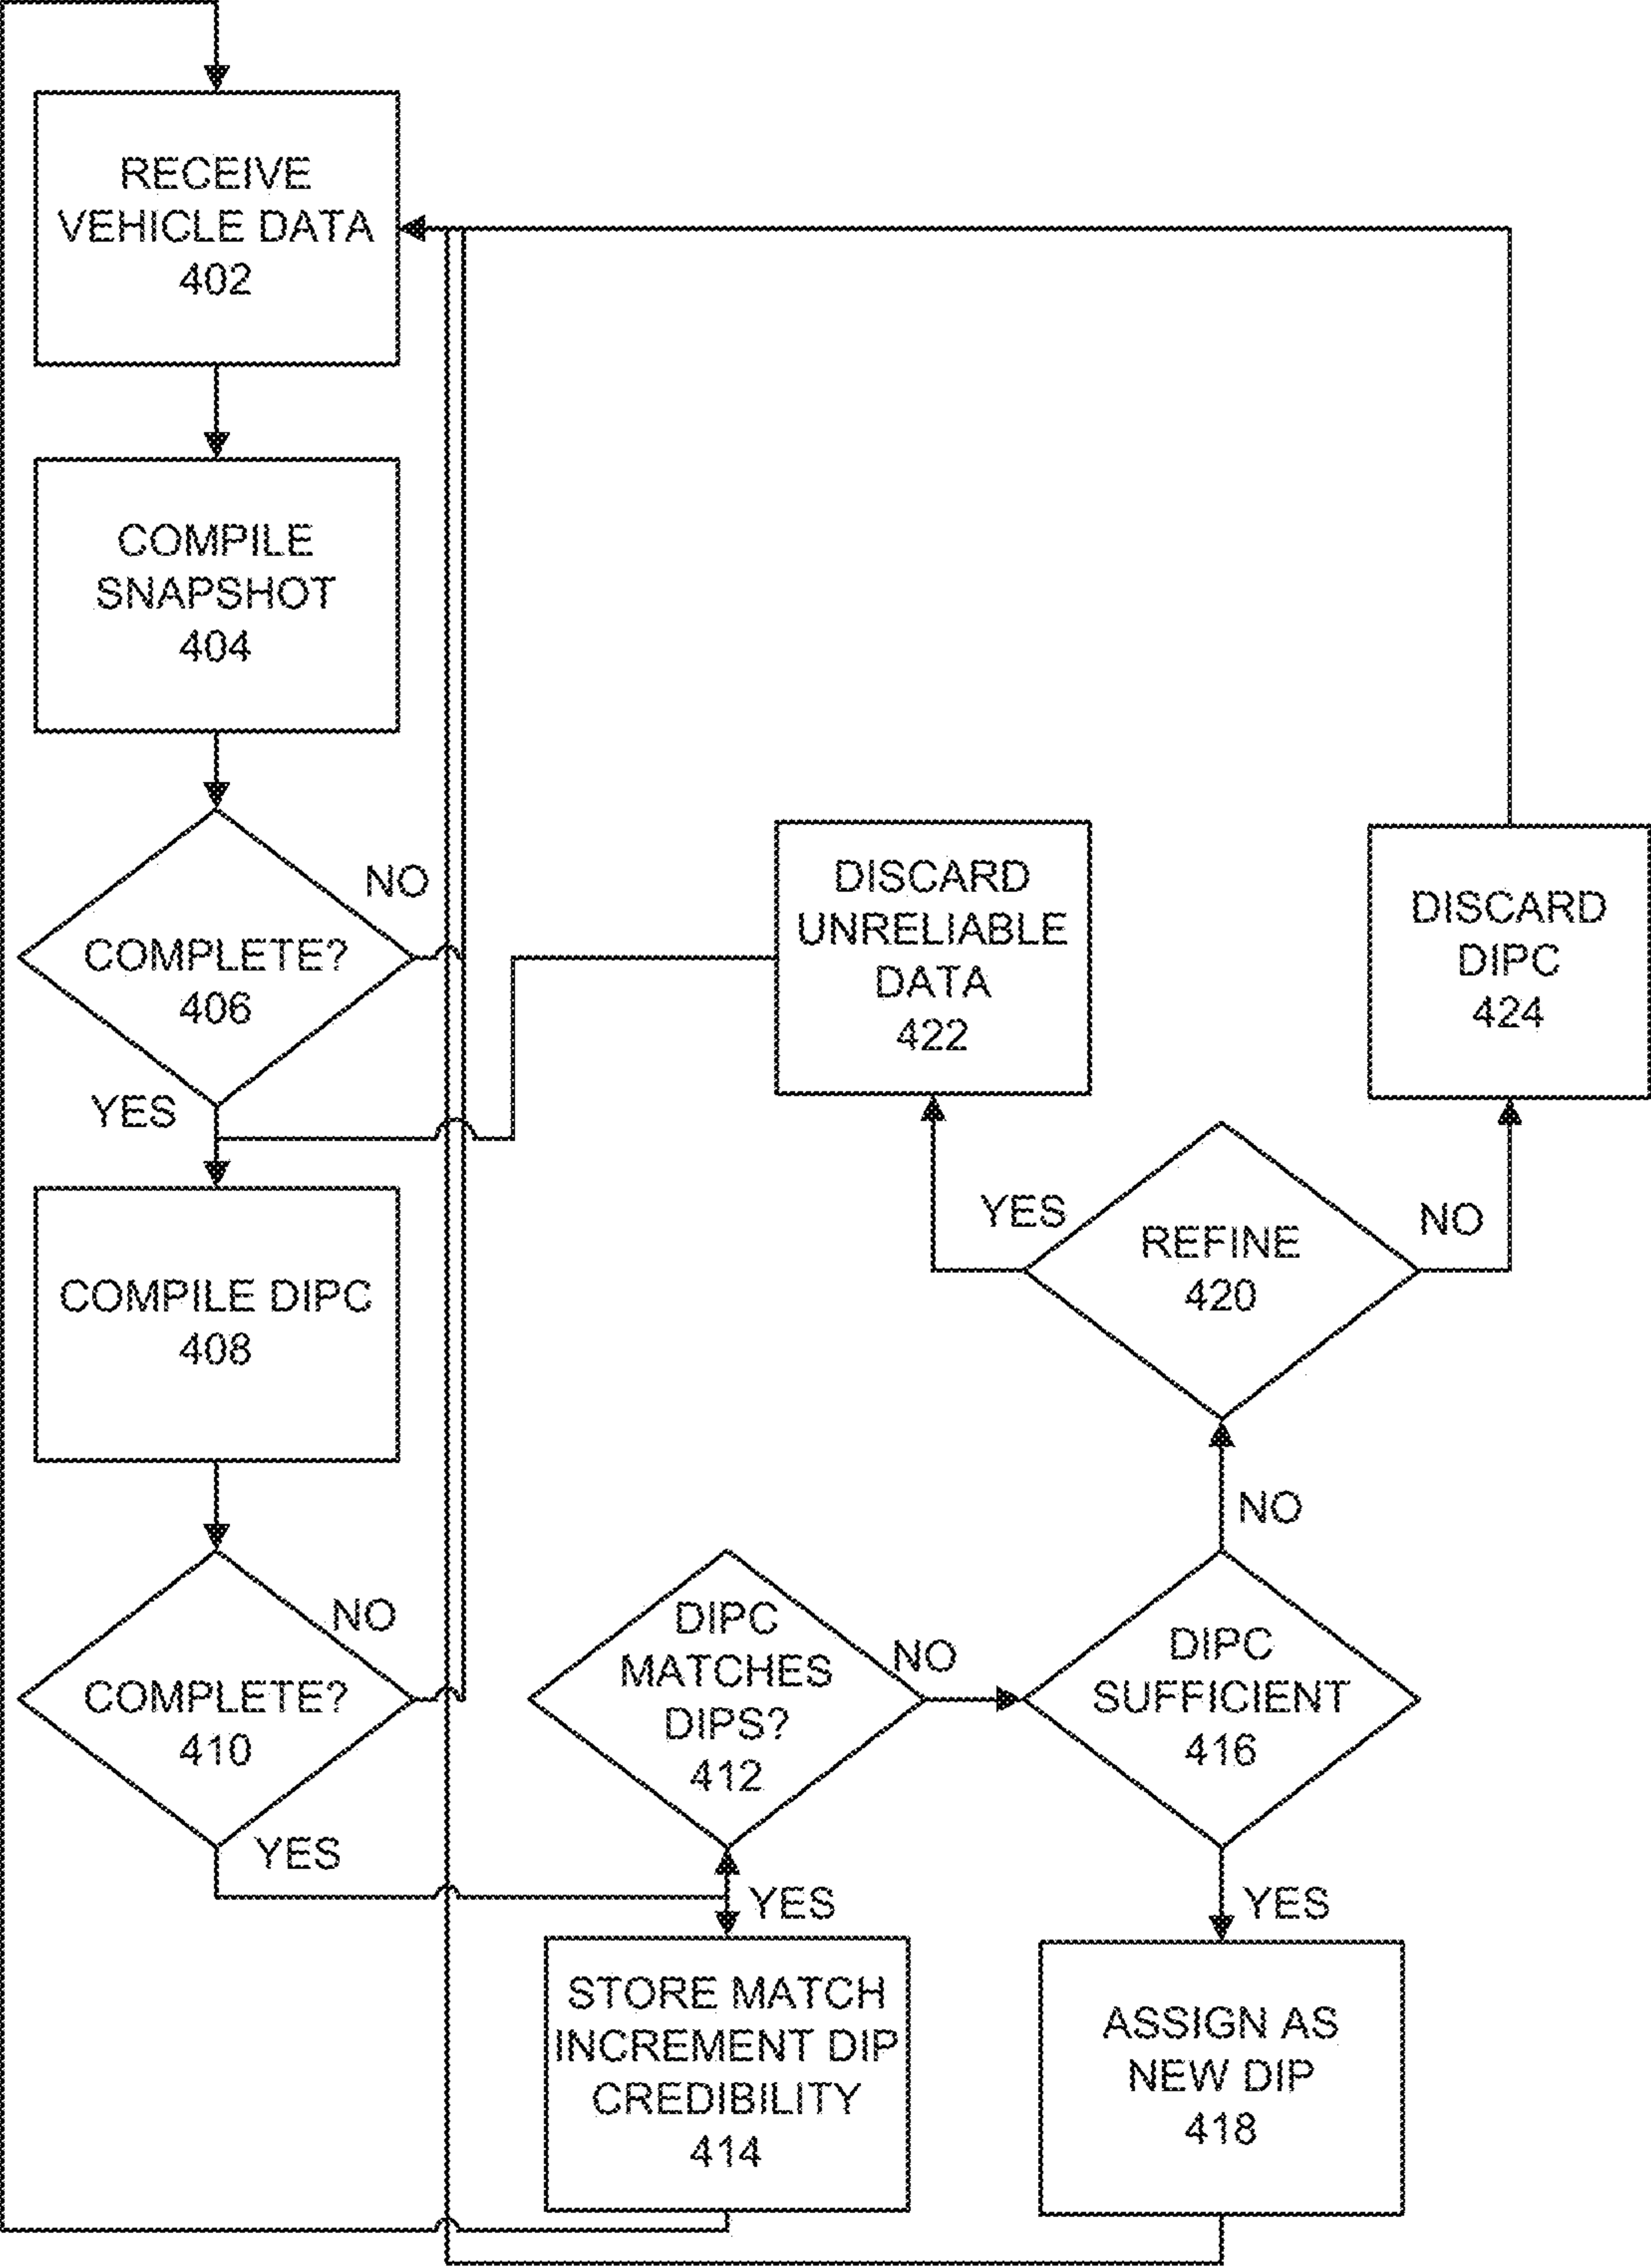 RECEIVE
VEHICLE DATA
402
COMPILE
SNAPSHOT
404
NO
COMPLETE?
406
YES
COMPILE DIPC
408
NO
COMPLETE?
410
YES
DIPC
MATCHES
DIPS?
412
NO
YES
STORE MATCH
INCREMENT DIP
CREDIBILITY
414
DIPC
SUFFICIENT
416
YES
ASSIGN AS
NEW DIP
418
NO
REFINE
420
YES
DISCARD
UNRELIABLE
DATA
422
NO
DISCARD
DIPC
424